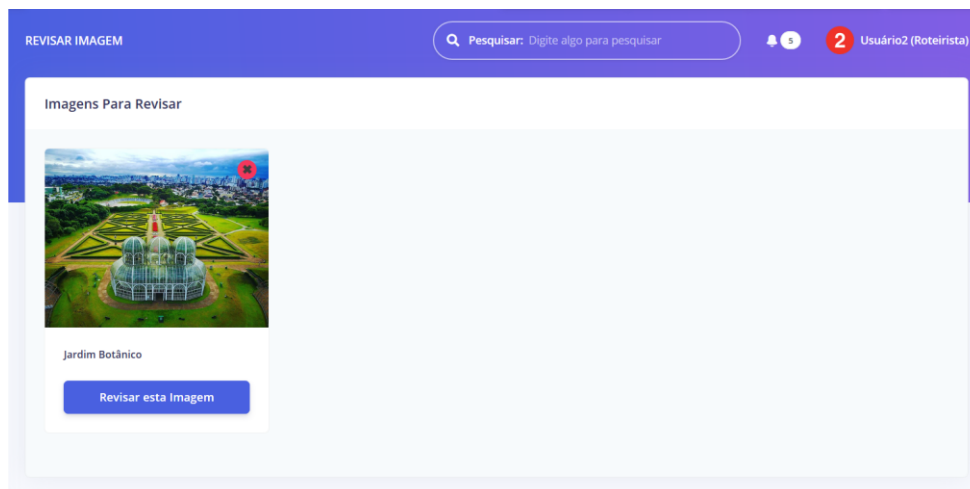 REVISAR IMAGEM
Pesquisar: Digite algo para pesquisar
5
2 Usuário2 (Roteirista)
Imagens Para Revisar
Jardim Botânico
Revisar esta Imagem